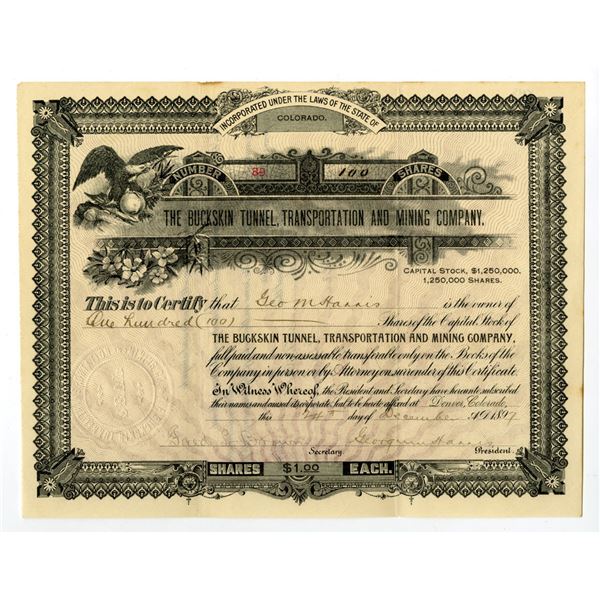 INCORPORATED UNDER THE LAWS OF THE STATE OF
COLORADO.
NUMBER 89 100 SHARES
THE BUCKSKIN TUNNEL, TRANSPORTATION AND MINING COMPANY.
CAPITAL STOCK, $1,250,000.
1,250,000 SHARES.
This is to Certify that Geo M Harris is the owner of
One Hundred (100) Shares of the Capital Stock of
THE BUCKSKIN TUNNEL, TRANSPORTATION AND MINING COMPANY,
full paid and non-assessable transferable only on the Books of the
Company in person or by Attorney on surrender of this Certificate.
In Witness Whereof, the President and Secretary have hereunto subscribed
their names and caused its corporate Seal to be hereto affixed at Denver, Colorado,
this day of December A.D. 1897
George M Harris
Secretary. President.
SHARES $1.00 EACH.